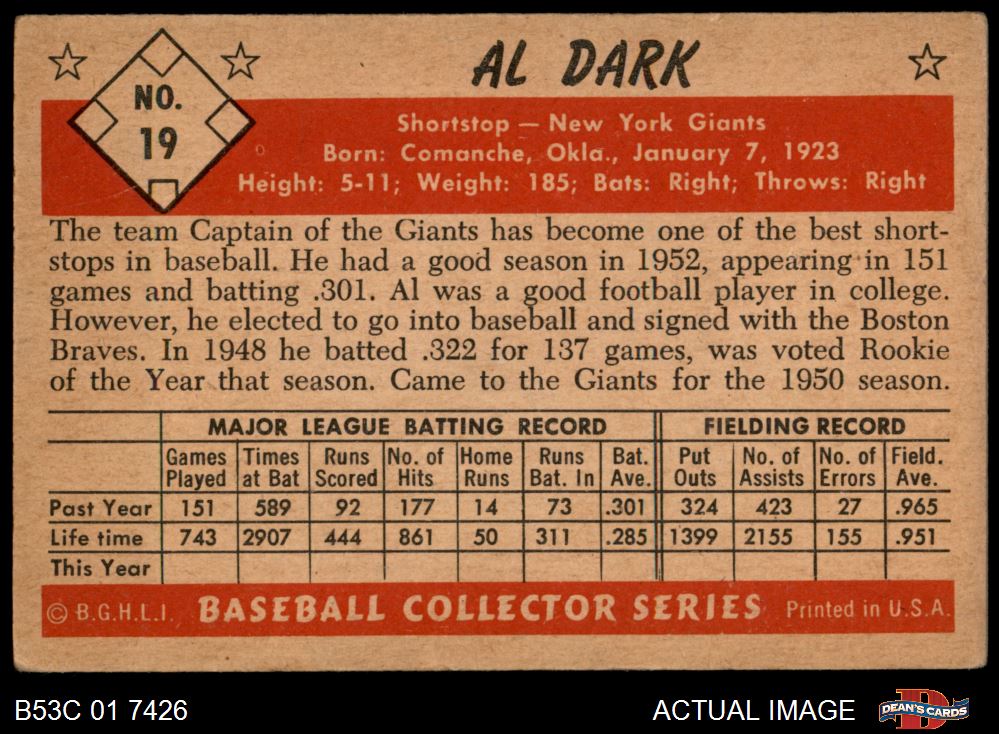 NO.
19
AL DARK
Shortstop — New York Giants
Born: Comanche, Okla., January 7, 1923
Height: 5-11; Weight: 185; Bats: Right; Throws: Right
The team Captain of the Giants has become one of the best short-
stops in baseball. He had a good season in 1952, appearing in 151
games and batting .301. Al was a good football player in college.
However, he elected to go into baseball and signed with the Boston
Braves. In 1948 he batted .322 for 137 games, was voted Rookie
of the Year that season. Came to the Giants for the 1950 season.
MAJOR LEAGUE BATTING RECORD FIELDING RECORD
Games Times Runs No. of Home Runs Bat. Put No. of No. of Field.
Played at Bat Scored Hits Runs Bat. In Ave. Outs Assists Errors Ave.
Past Year 151 589 92 177 14 73 .301 324 423 27 .965
Life time 743 2907 444 861 50 311 .285 1399 2155 155 .951
This Year
© B.G.H.L.I. BASEBALL COLLECTOR SERIES Printed in U.S.A.
B53C 01 7426 ACTUAL IMAGE DEAN'S CARDS